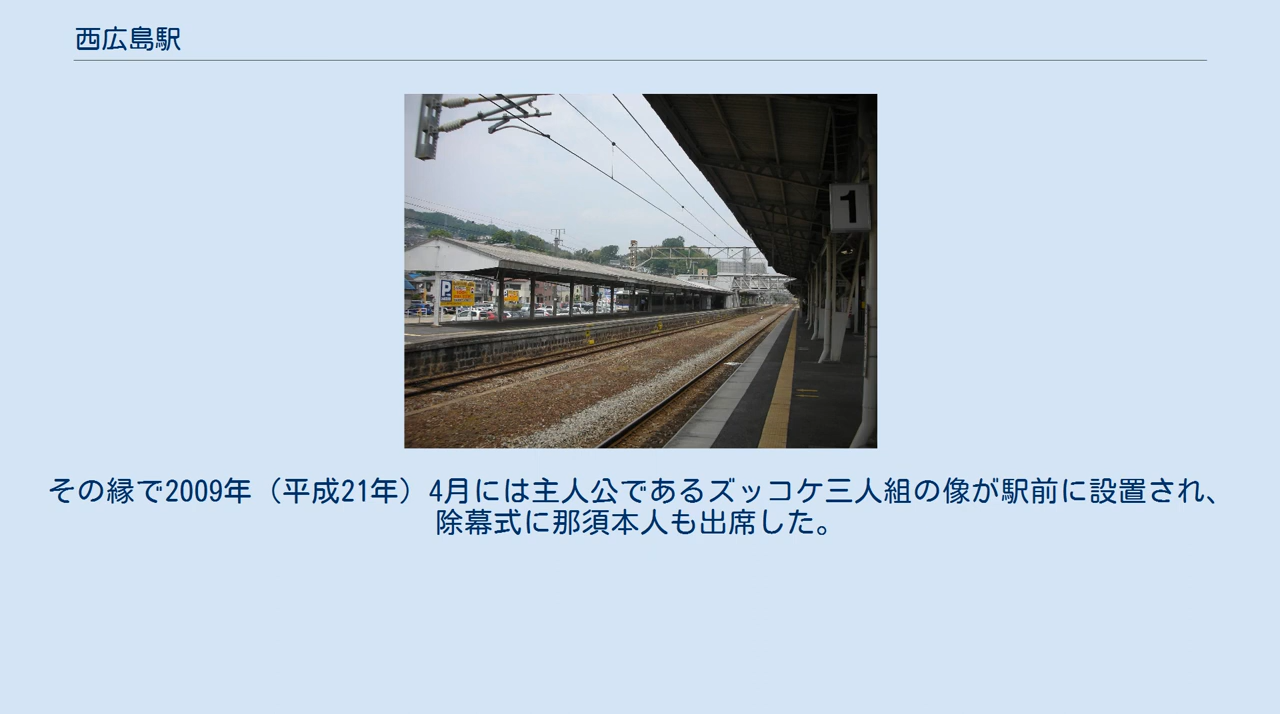 西広島駅
1
P
その縁で2009年（平成21年）4月には主人公であるズッコケ三人組の像が駅前に設置され、
除幕式に那須本人も出席した。